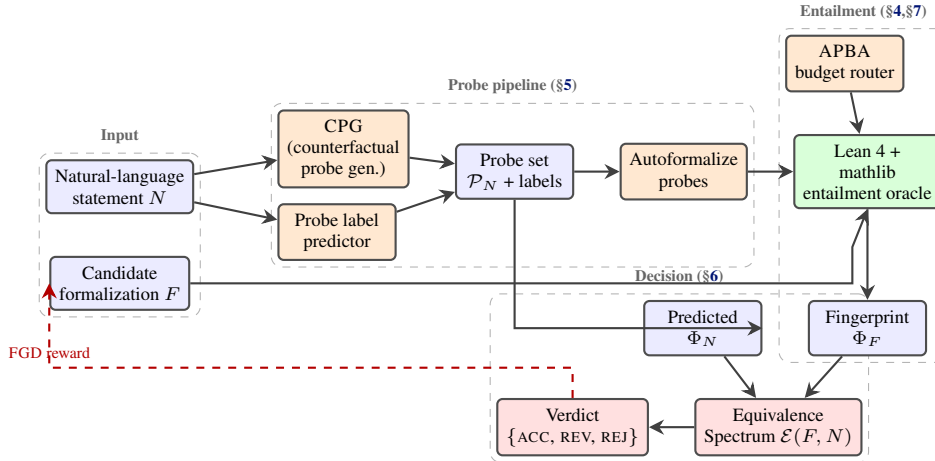 Entailment (§4,§7)
APBA
budget router
Probe pipeline (§5)
Input
CPG
(counterfactual
probe gen.)
Natural-language
statement N
Probe set
𝒫_N + labels
Autoformalize
probes
Lean 4 +
mathlib
entailment oracle
Probe label
predictor
Candidate
formalization F
Decision (§6)
Predicted
Φ_N
Fingerprint
Φ_F
FGD reward
Verdict
{ACC, REV, REJ}
Equivalence
Spectrum ℰ(F, N)